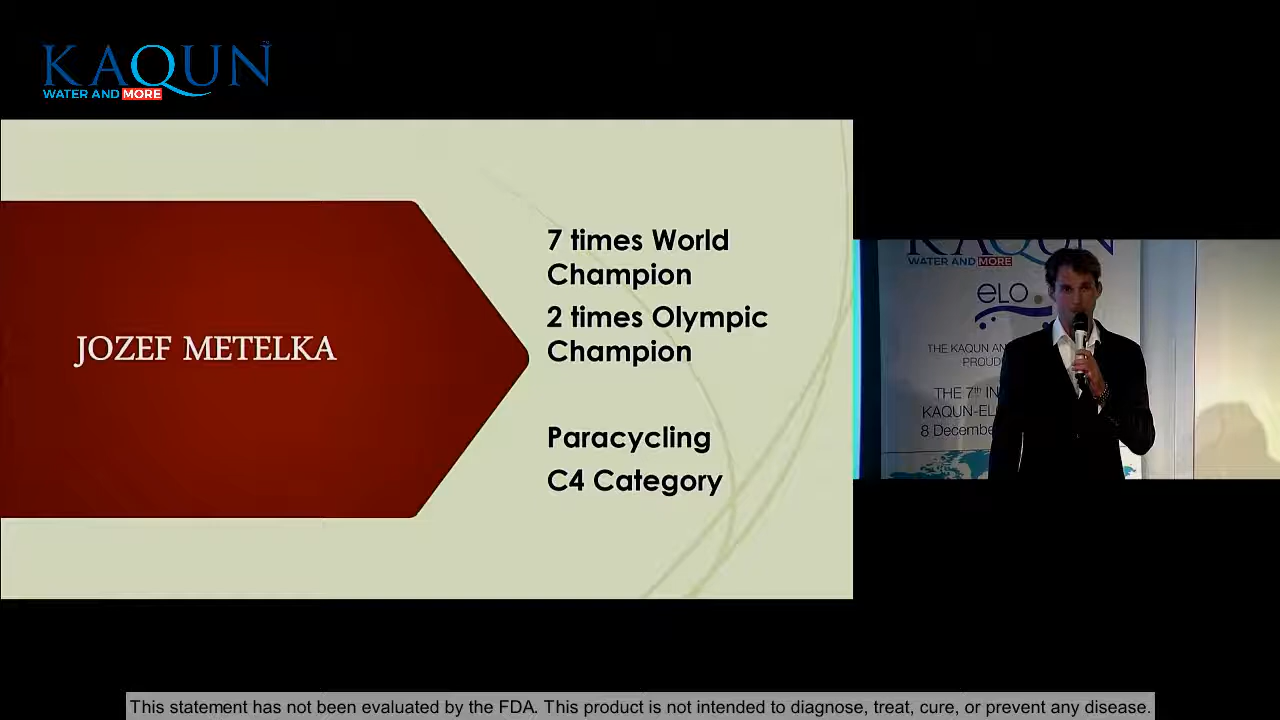 KAQUN
WATER AND MORE
JOZEF METELKA
7 times World
Champion
2 times Olympic
Champion
Paracycling
C4 Category
KAQUN
WATER AND MORE
eLO
THE KAQUN AN
PROUD
THE 7th IN
KAQUN-EL
8 Decembe
This statement has not been evaluated by the FDA. This product is not intended to diagnose, treat, cure, or prevent any disease.